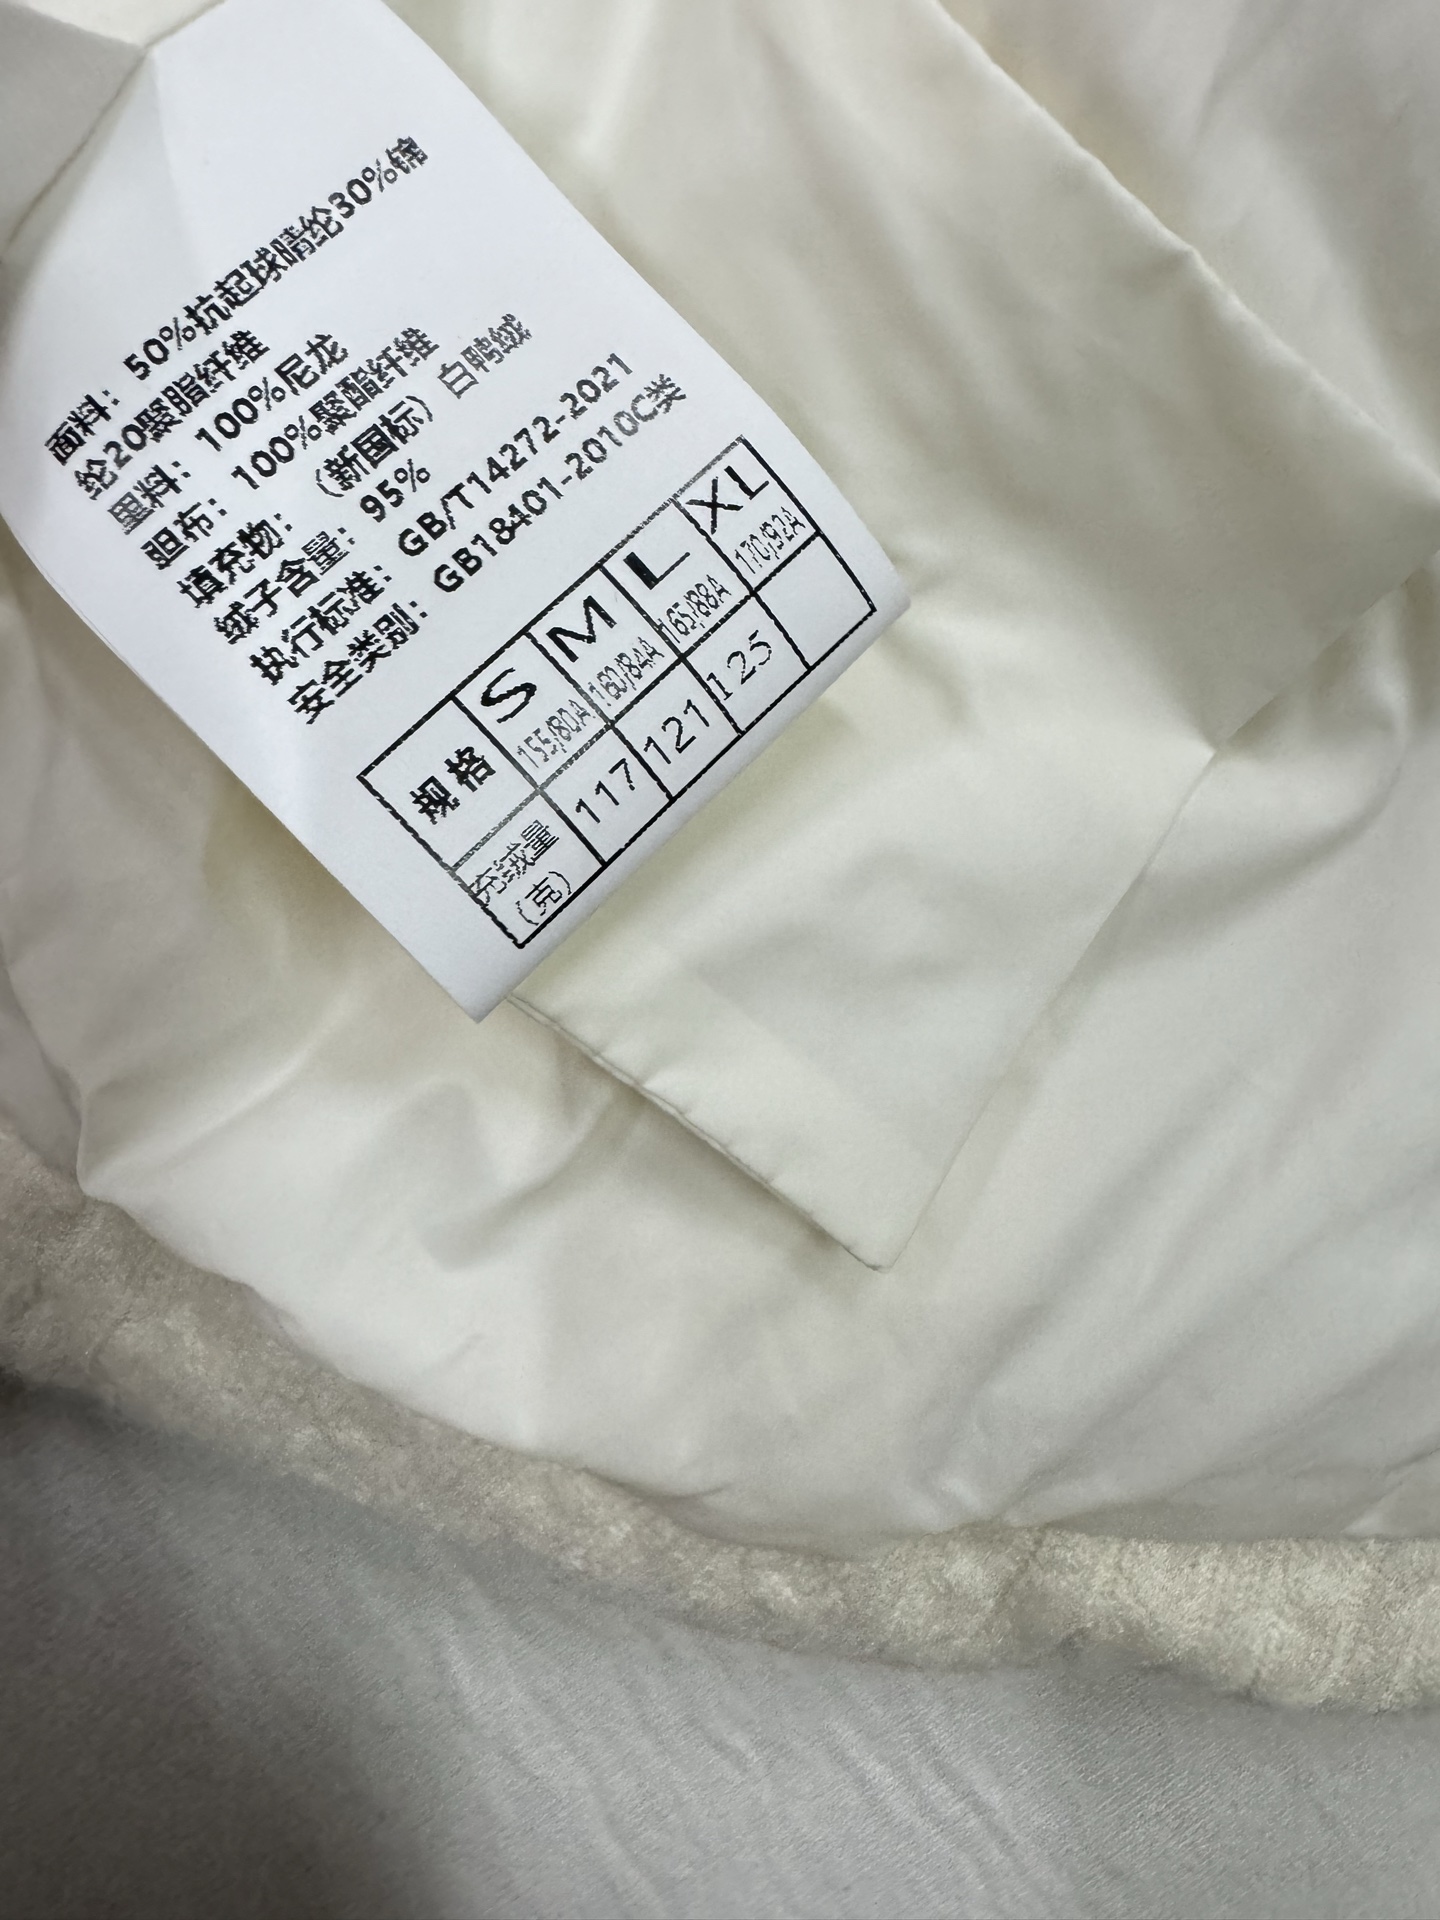 面料：50%抗起球晴纶30%锦
纶20聚脂纤维
里料：100%尼龙
胆布：100%聚酯纤维
填充物：（新国标）白鸭绒
绒子含量：95%
执行标准：GB/T14272-2021
安全类别：GB18401-2010C类
规格 S M L XL
155/80A 160/84A 165/88A 170/92A
充绒量 117 121 125
（克）